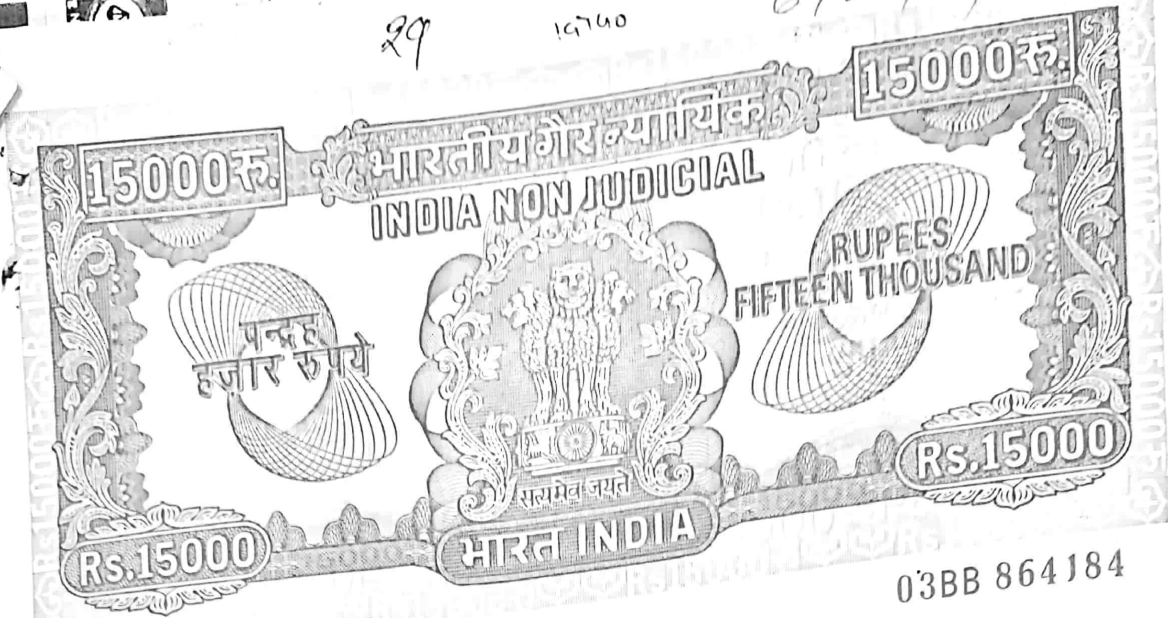 29
19740
15000रु.
भारतीय गैर न्यायिक
15000रु.
INDIA NON JUDICIAL
पन्द्रह
हजार रुपये
RUPEES
FIFTEEN THOUSAND
सत्यमेव जयते
Rs.15000
भारत INDIA
Rs.15000
03BB 864184